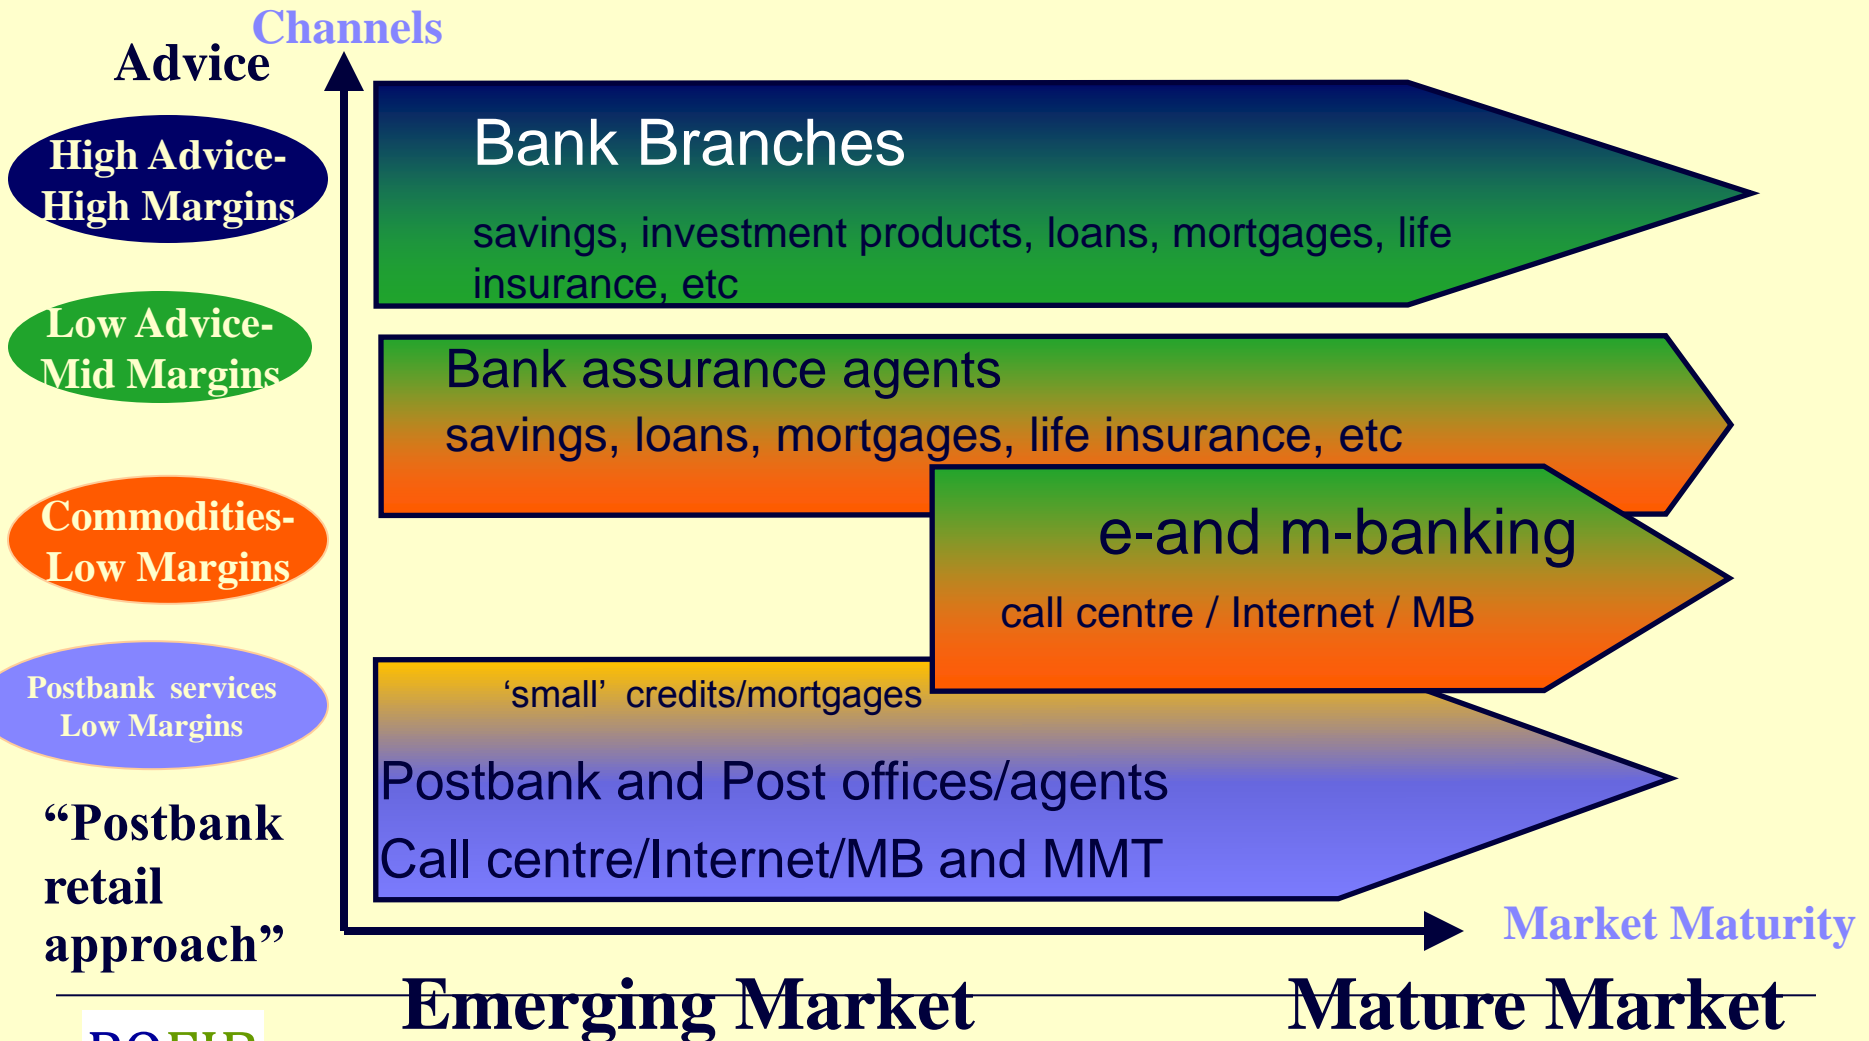 Channels
Advice
High Advice-
High Margins
Bank Branches
savings, investment products, loans, mortgages, life
insurance, etc
Low Advice-
Mid Margins
Bank assurance agents
savings, loans, mortgages, life insurance, etc
Commodities-
Low Margins
e-and m-banking
call centre / Internet / MB
Postbank services
Low Margins
‘small’ credits/mortgages
Postbank and Post offices/agents
Call centre/Internet/MB and MMT
“Postbank
retail
approach”
Market Maturity
Emerging Market
Mature Market